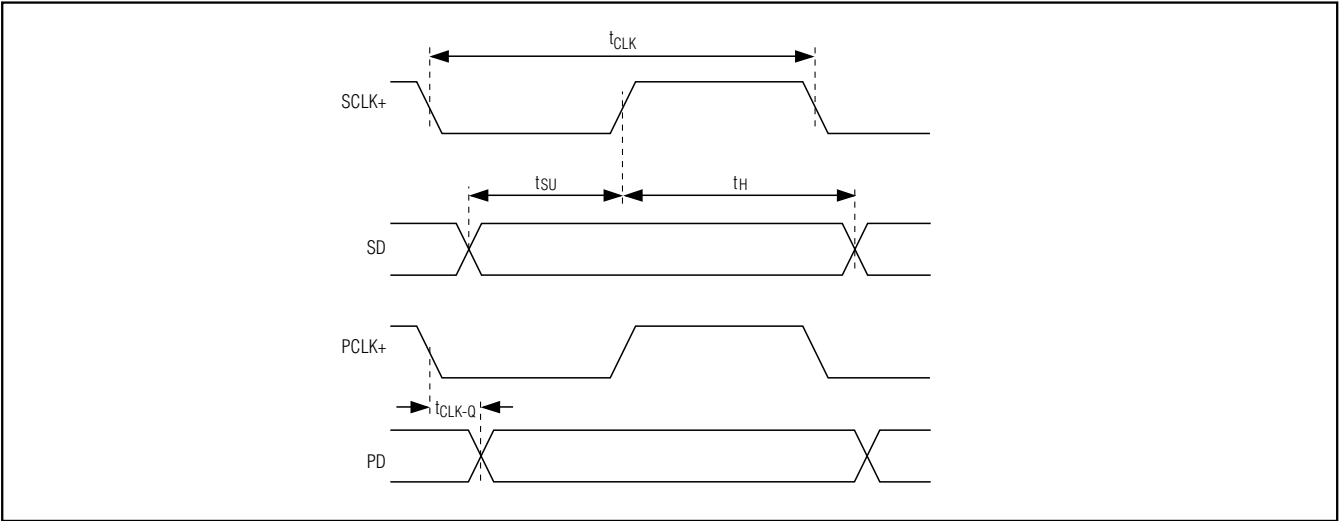 tCLK
SCLK+
tSU
tH
SD
PCLK+
tCLK-Q
PD